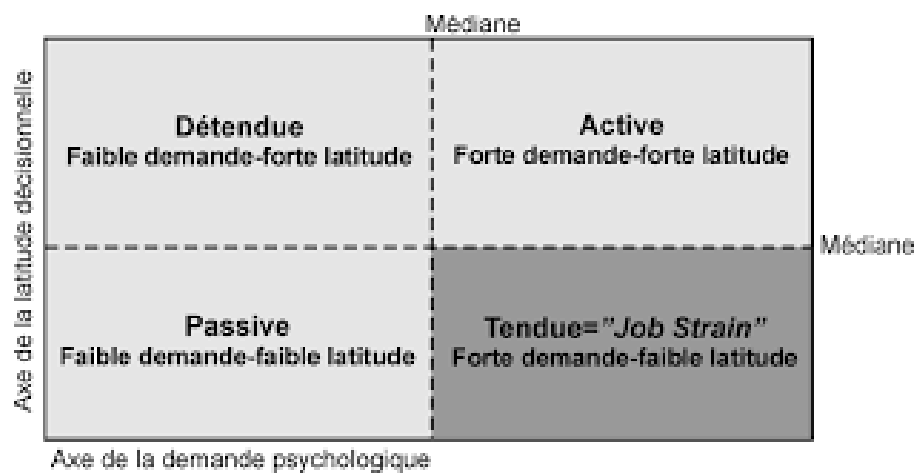 Médiane
Axe de la latitude décisionnelle
Détendue
Faible demande-forte latitude
Active
Forte demande-forte latitude
Médiane
Passive
Faible demande-faible latitude
Tendue="Job Strain"
Forte demande-faible latitude
Axe de la demande psychologique